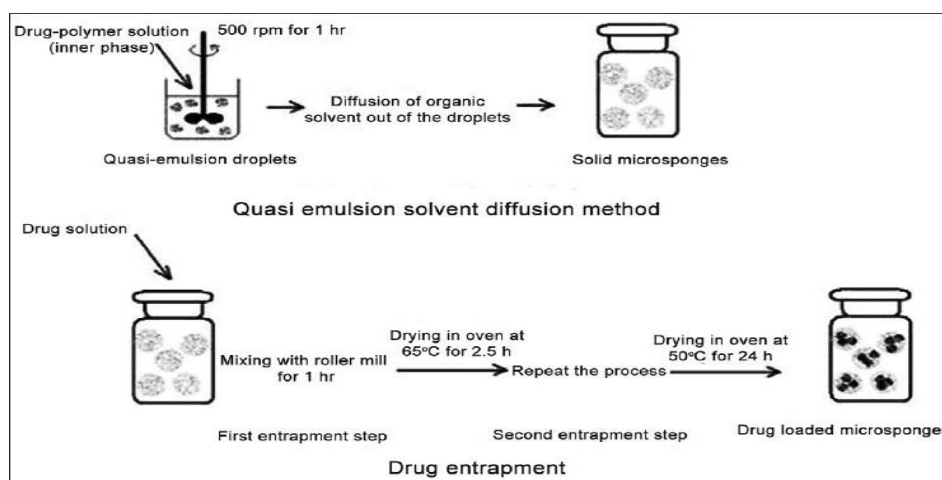 Drug-polymer solution
(inner phase)
500 rpm for 1 hr
Diffusion of organic
solvent out of the droplets
Quasi-emulsion droplets
Solid microsponges
Quasi emulsion solvent diffusion method
Drug solution
Mixing with roller mill
for 1 hr
Drying in oven at
65°C for 2.5 h
Repeat the process
Drying in oven at
50°C for 24 h
First entrapment step
Second entrapment step
Drug loaded microsponge
Drug entrapment